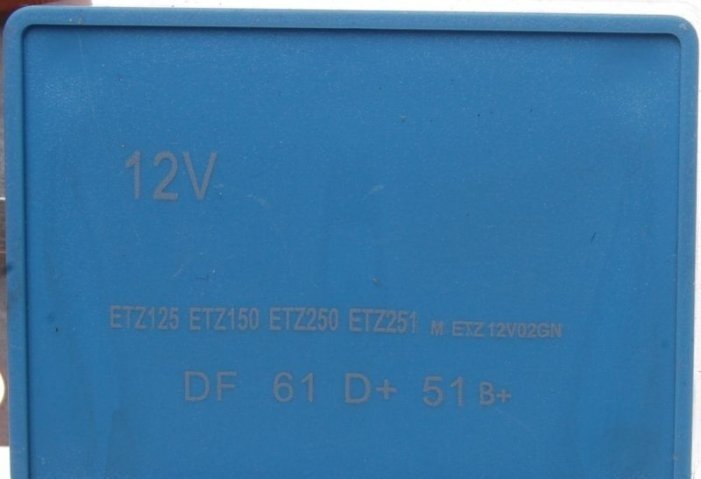 12V
ETZ125 ETZ150 ETZ250 ETZ251 M ETZ12V02GN
DF 61 D+ 51 B+